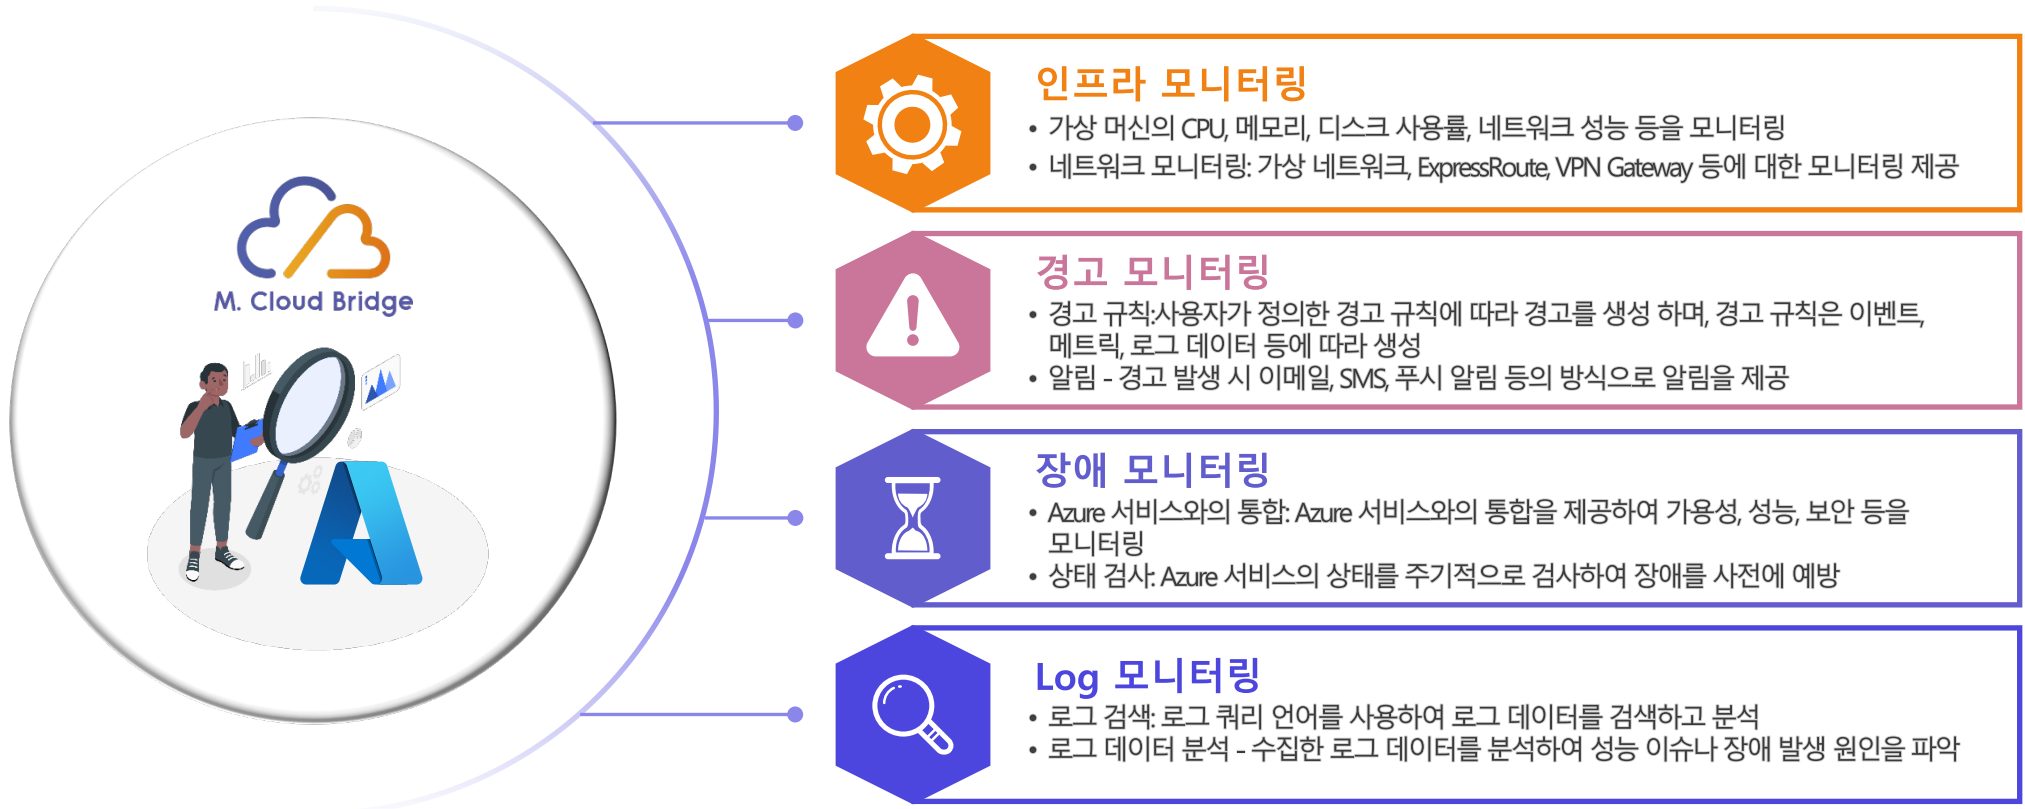 M. Cloud Bridge
인프라 모니터링
• 가상 머신의 CPU, 메모리, 디스크 사용률, 네트워크 성능 등을 모니터링
• 네트워크 모니터링: 가상 네트워크, ExpressRoute, VPN Gateway 등에 대한 모니터링 제공
경고 모니터링
• 경고 규칙:사용자가 정의한 경고 규칙에 따라 경고를 생성 하며, 경고 규칙은 이벤트,
메트릭, 로그 데이터 등에 따라 생성
• 알림 - 경고 발생 시 이메일, SMS, 푸시 알림 등의 방식으로 알림을 제공
장애 모니터링
• Azure 서비스와의 통합: Azure 서비스와의 통합을 제공하여 가용성, 성능, 보안 등을
모니터링
• 상태 검사: Azure 서비스의 상태를 주기적으로 검사하여 장애를 사전에 예방
Log 모니터링
• 로그 검색: 로그 쿼리 언어를 사용하여 로그 데이터를 검색하고 분석
• 로그 데이터 분석 - 수집한 로그 데이터를 분석하여 성능 이슈나 장애 발생 원인을 파악